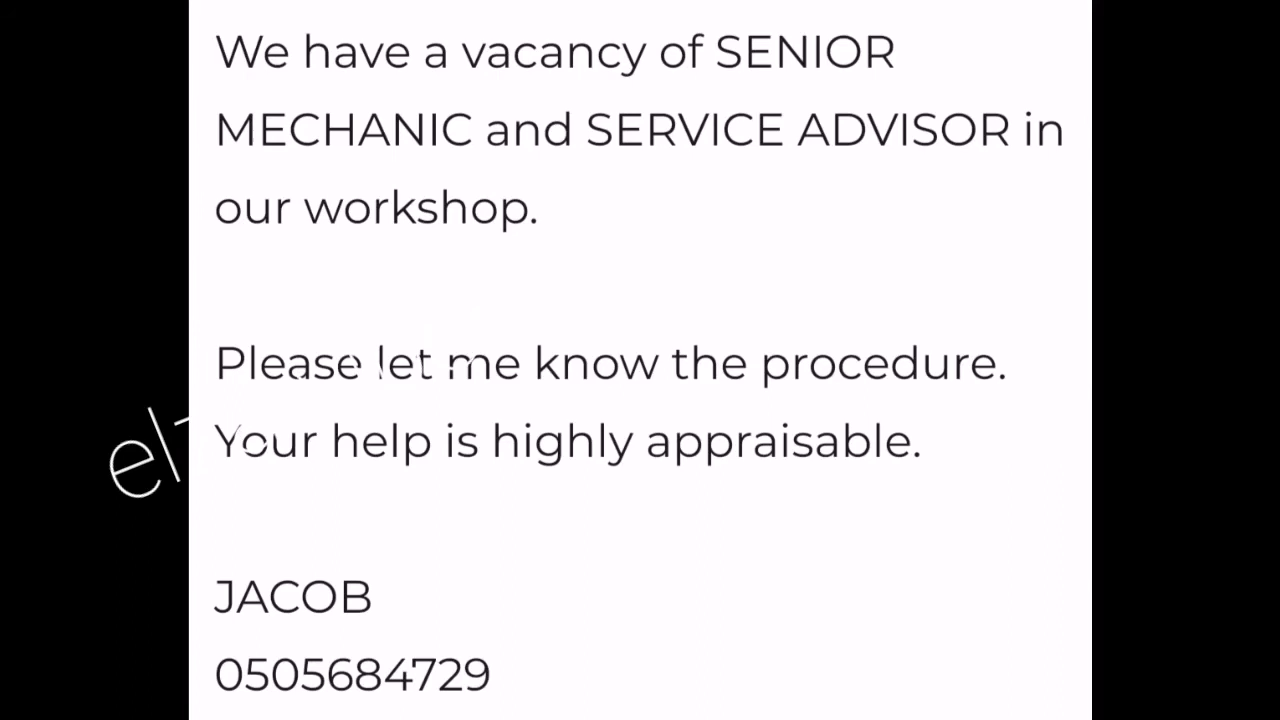 We have a vacancy of SENIOR
MECHANIC and SERVICE ADVISOR in
our workshop.
Please let me know the procedure.
Your help is highly appraisable.
JACOB
0505684729